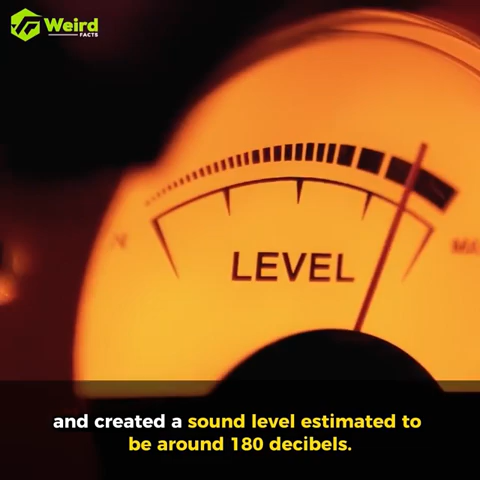 Weird
FACTS
LEVEL
and created a sound level estimated to
be around 180 decibels.